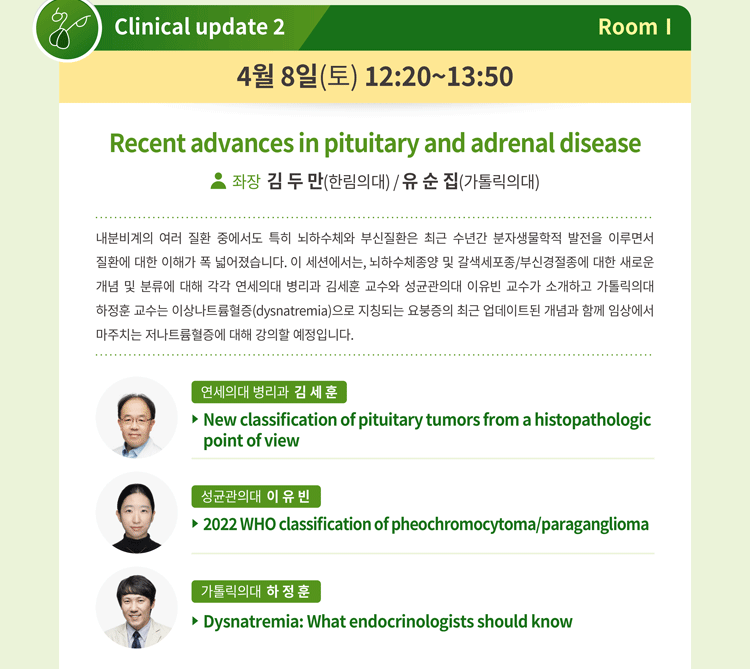 Clinical update 2
Room I
4월 8일(토) 12:20~13:50
Recent advances in pituitary and adrenal disease
좌장 김 두 만(한림의대) / 유 순 집(가톨릭의대)
내분비계의 여러 질환 중에서도 특히 뇌하수체와 부신질환은 최근 수년간 분자생물학적 발전을 이루면서
질환에 대한 이해가 폭 넓어졌습니다. 이 세션에서는, 뇌하수체종양 및 갈색세포종/부신경절종에 대한 새로운
개념 및 분류에 대해 각각 연세의대 병리과 김세훈 교수와 성균관의대 이유빈 교수가 소개하고 가톨릭의대
하정훈 교수는 이상나트륨혈증(dysnatremia)으로 지칭되는 요붕증의 최근 업데이트된 개념과 함께 임상에서
마주치는 저나트륨혈증에 대해 강의할 예정입니다.
연세의대 병리과 김 세 훈
New classification of pituitary tumors from a histopathologic
point of view
성균관의대 이 유 빈
2022 WHO classification of pheochromocytoma/paraganglioma
가톨릭의대 하 정 훈
Dysnatremia: What endocrinologists should know